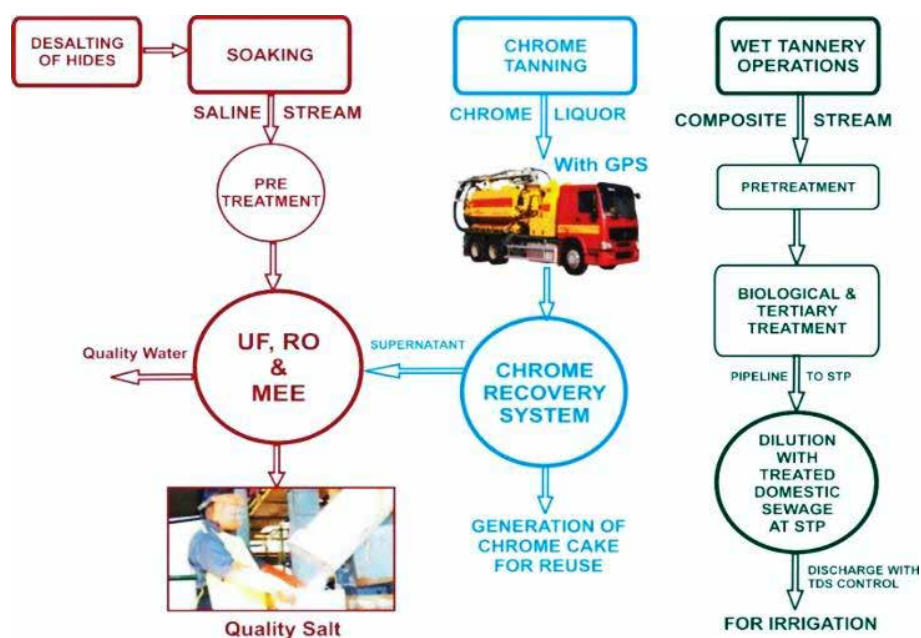 DESALTING
OF HIDES
SOAKING
SALINE STREAM
PRE
TREATMENT
UF, RO
&
MEE
Quality Water
Quality Salt
CHROME
TANNING
CHROME LIQUOR
With GPS
SUPERNATANT
CHROME
RECOVERY
SYSTEM
GENERATION OF
CHROME CAKE
FOR REUSE
WET TANNERY
OPERATIONS
COMPOSITE STREAM
PRETREATMENT
BIOLOGICAL &
TERTIARY
TREATMENT
PIPELINE TO STP
DILUTION
WITH
TREATED
DOMESTIC
SEWAGE
AT STP
DISCHARGE WITH
TDS CONTROL
FOR IRRIGATION